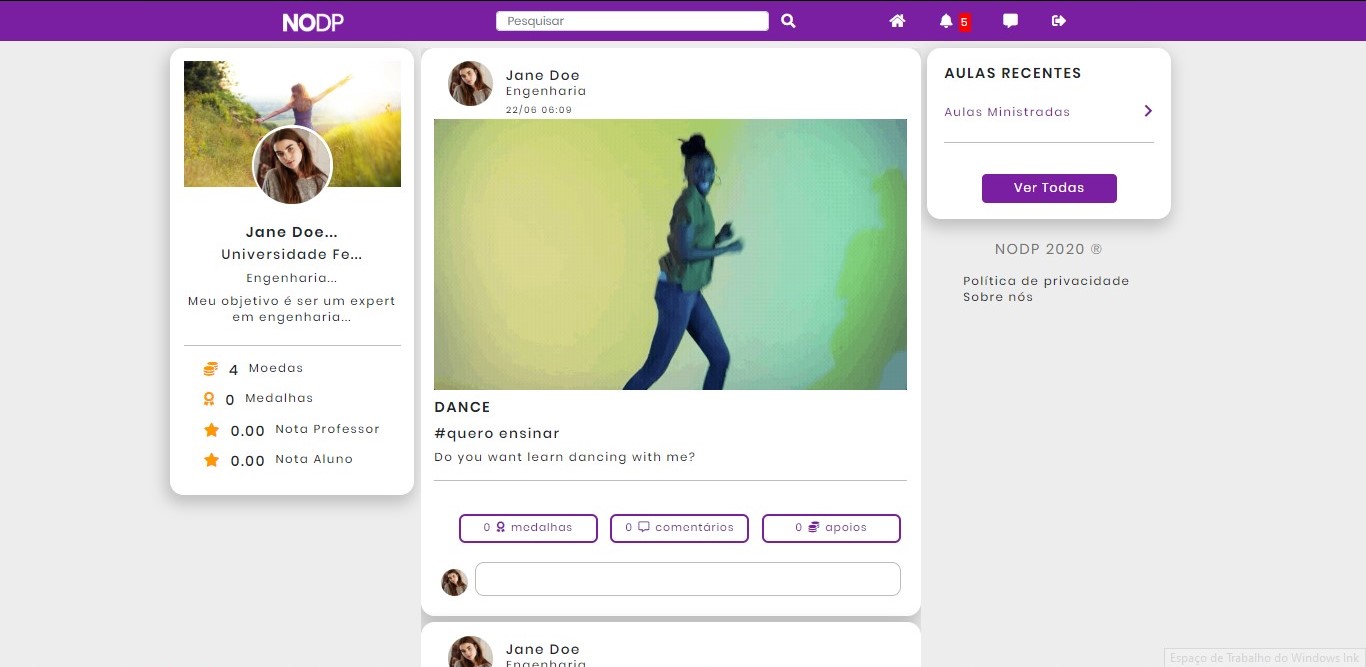 NODP
Pesquisar
5
Jane Doe...
Universidade Fe...
Engenharia...
Meu objetivo é ser um expert
em engenharia...
4 Moedas
0 Medalhas
0.00 Nota Professor
0.00 Nota Aluno
Jane Doe
Engenharia
22/06 06:09
DANCE
#quero ensinar
Do you want learn dancing with me?
0 medalhas
0 comentários
0 apoios
Jane Doe
Engenharia
AULAS RECENTES
Aulas Ministradas
Ver Todas
NODP 2020 ®
Política de privacidade
Sobre nós
Espaço de Trabalho do Windows Ink